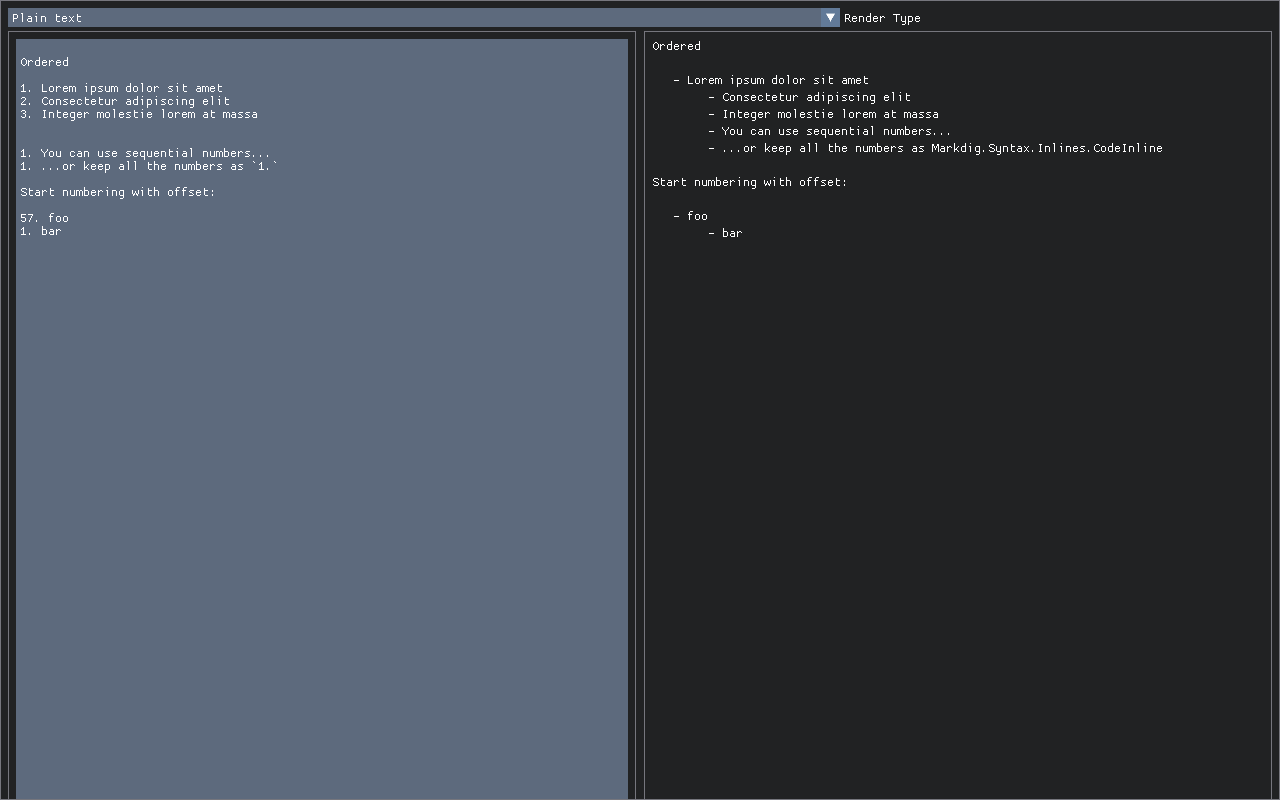 Plain text
Render Type
Ordered
1. Lorem ipsum dolor sit amet
2. Consectetur adipiscing elit
3. Integer molestie lorem at massa
1. You can use sequential numbers...
1. ...or keep all the numbers as `1.`
Start numbering with offset:
57. foo
1. bar
Ordered
- Lorem ipsum dolor sit amet
- Consectetur adipiscing elit
- Integer molestie lorem at massa
- You can use sequential numbers...
- ...or keep all the numbers as Markdig.Syntax.Inlines.CodeInline
Start numbering with offset:
- foo
- bar